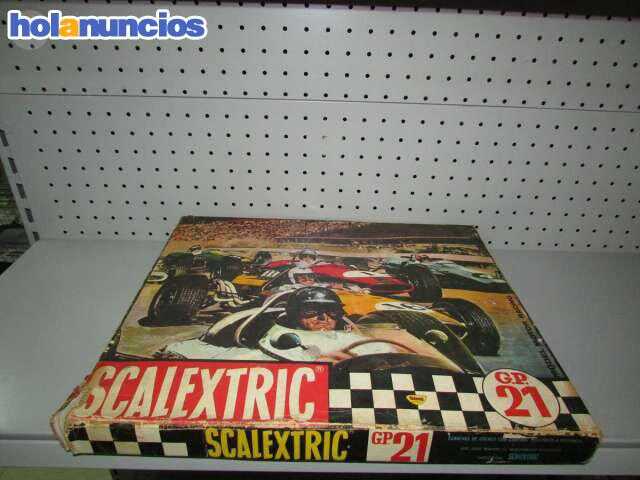 holanuncios
SCALEXTRIC®
G.P.
21
SCALEXTRIC
GP
21